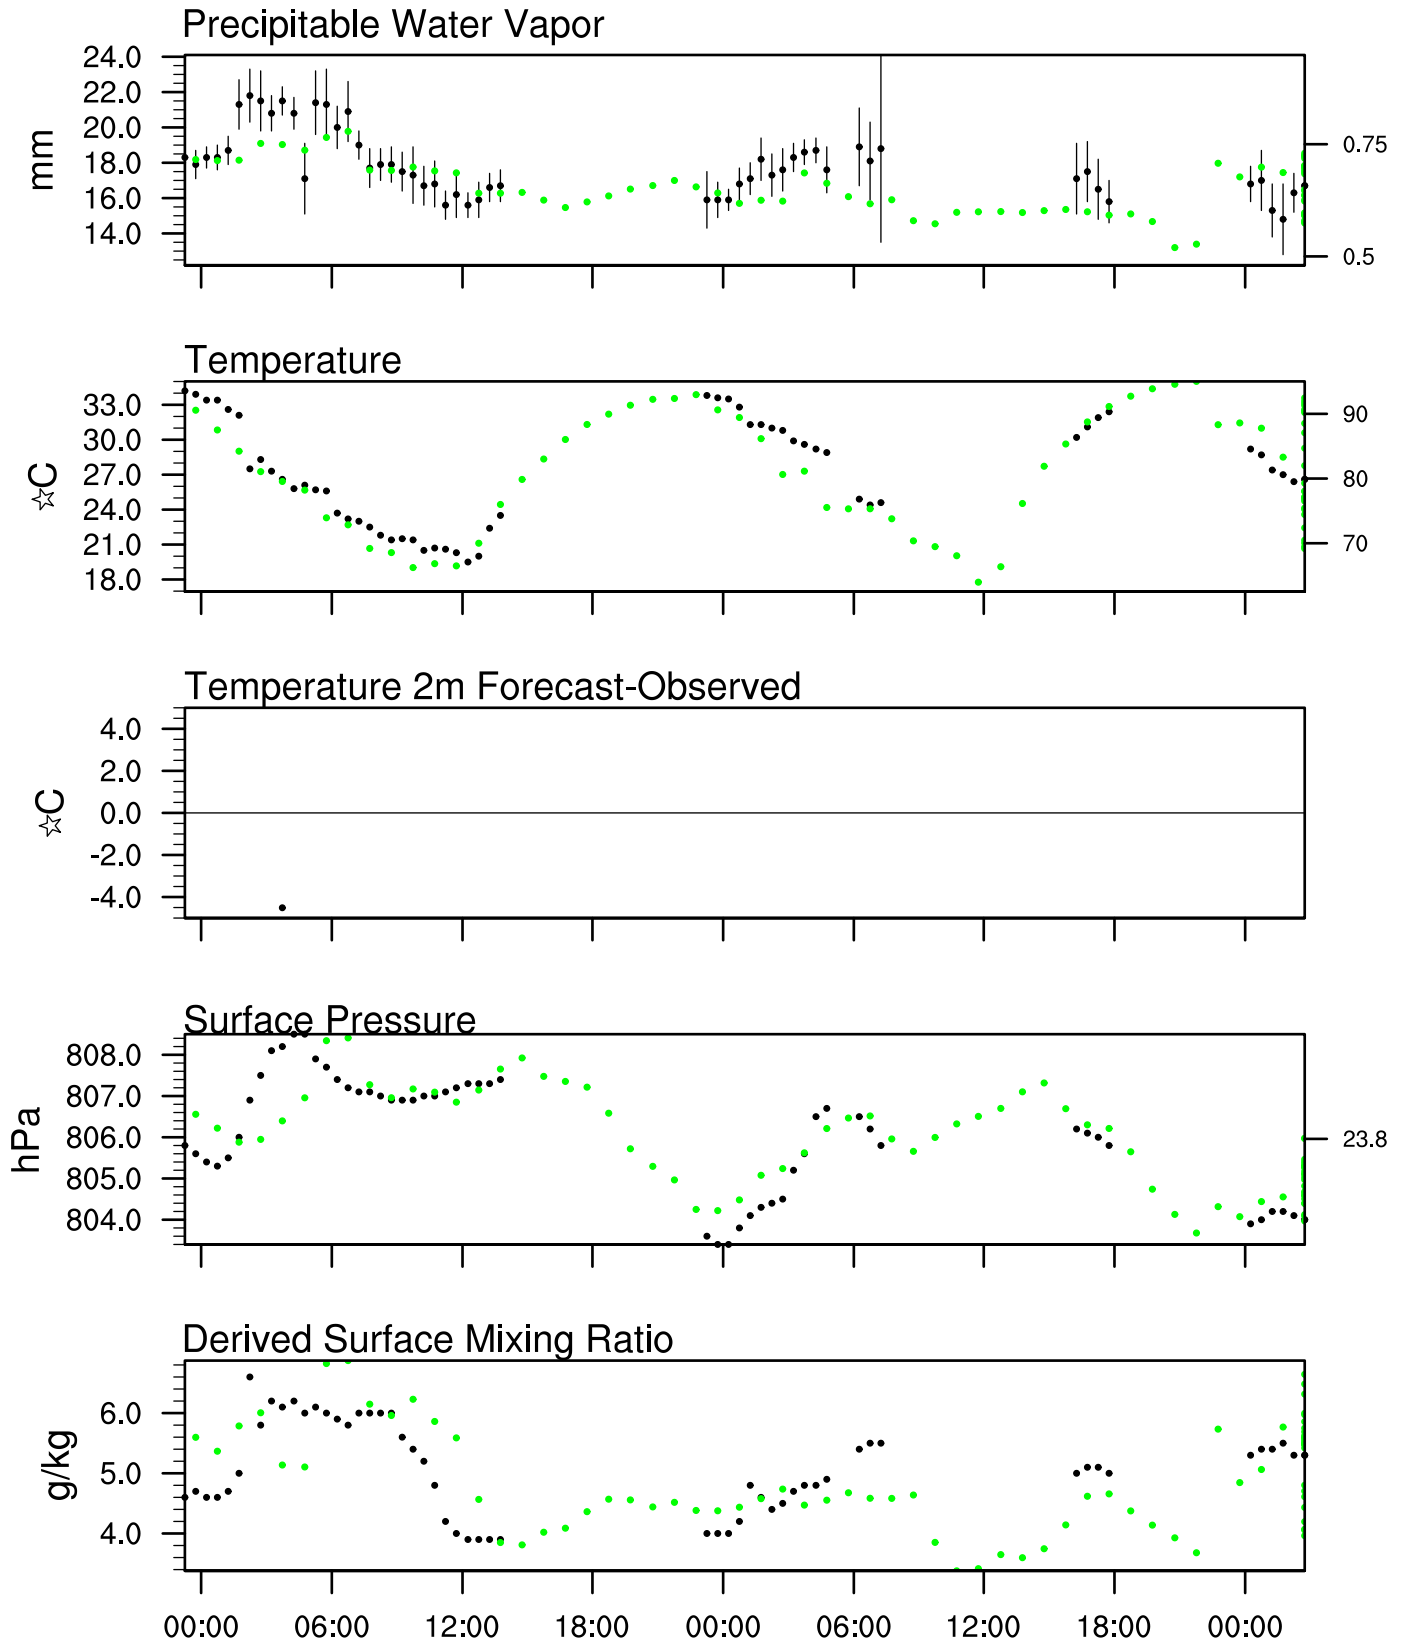 Precipitable Water Vapor
24.0
22.0
20.0
18.0
16.0
14.0
mm
0.75
0.5
Temperature
33.0
30.0
27.0
24.0
21.0
18.0
☆C
90
80
70
Temperature 2m Forecast-Observed
4.0
2.0
0.0
-2.0
-4.0
☆C
Surface Pressure
808.0
807.0
806.0
805.0
804.0
hPa
23.8
Derived Surface Mixing Ratio
6.0
5.0
4.0
g/kg
00:00 06:00 12:00 18:00 00:00 06:00 12:00 18:00 00:00